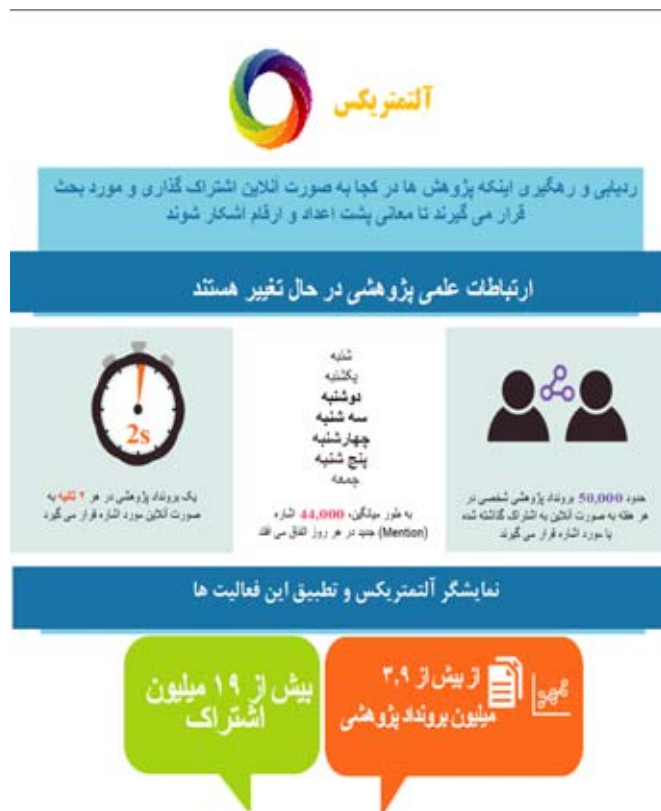 آلتمتریکس
ردیابی و رهگیری اینکه پژوهش ها در کجا به صورت آنلاین اشتراک گذاری و مورد بحث
قرار می گیرند تا معانی پشت اعداد و ارقام آشکار شوند
ارتباطات علمی پژوهشی در حال تغییر هستند
حدود 50,000 برونداد پژوهشی شخصی در
هر هفته به صورت آنلاین به اشتراک گذاشته شده
یا مورد اشاره قرار می گیرند
شنبه
یکشنبه
دوشنبه
سه شنبه
چهارشنبه
پنج شنبه
جمعه
به طور میانگین، 44,000 اشاره
(Mention) جدید در هر روز اتفاق می افتد
2s
یک برونداد پژوهشی در هر ۲ ثانیه به
صورت آنلاین مورد اشاره قرار می گیرد
نمایشگر آلتمتریکس و تطبیق این فعالیت ها
از بیش از ۳,۹
میلیون برونداد پژوهشی
بیش از ۱۹ میلیون
اشتراک